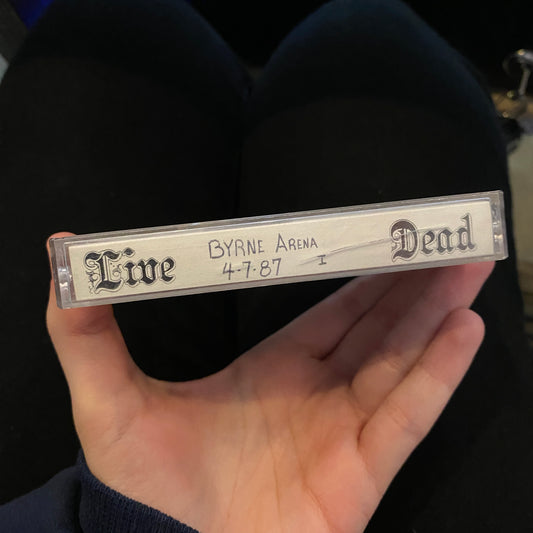 Live
BYRNE ARENA
4-7-87 I
Dead